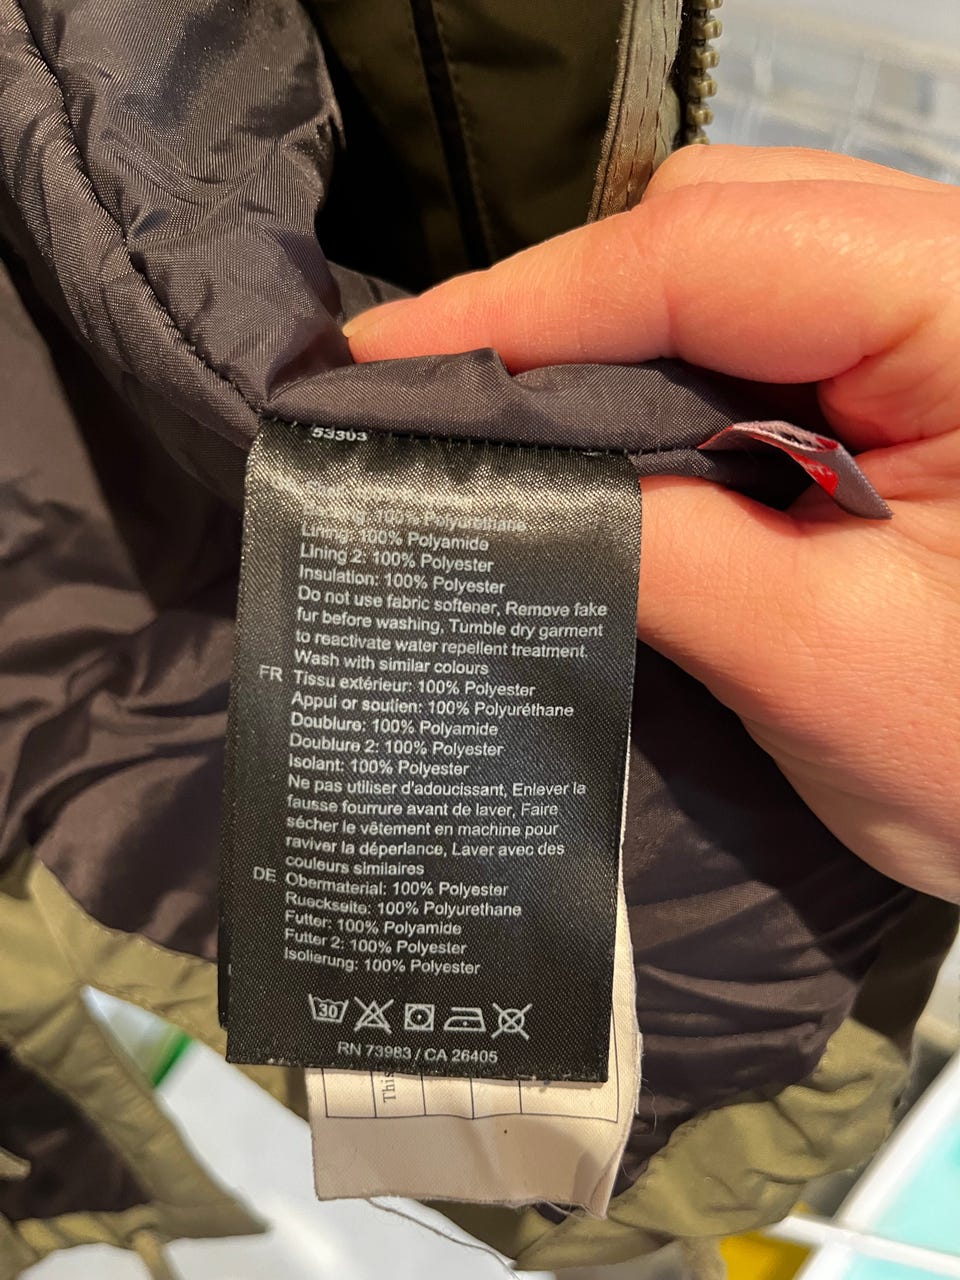 53303
100% Polyurethane
Lining: 100% Polyamide
Lining 2: 100% Polyester
Insulation: 100% Polyester
Do not use fabric softener, Remove fake
fur before washing, Tumble dry garment
to reactivate water repellent treatment.
Wash with similar colours
FR Tissu extérieur: 100% Polyester
Appui or soutien: 100% Polyuréthane
Doublure: 100% Polyamide
Doublure 2: 100% Polyester
Isolant: 100% Polyester
Ne pas utiliser d'adoucissant, Enlever la
fausse fourrure avant de laver, Faire
sécher le vêtement en machine pour
raviver la déperlance, Laver avec des
couleurs similaires
DE Obermaterial: 100% Polyester
Rueckseite: 100% Polyurethane
Futter: 100% Polyamide
Futter 2: 100% Polyester
Isolierung: 100% Polyester
30
RN 73983 / CA 26405
This